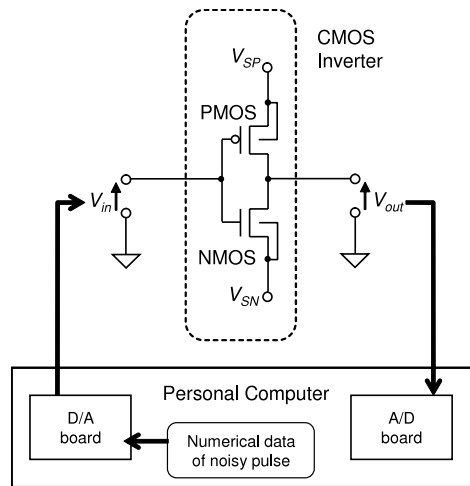 CMOS
Inverter
V_SP
PMOS
V_in
V_out
NMOS
V_SN
Personal Computer
D/A
board
Numerical data
of noisy pulse
A/D
board